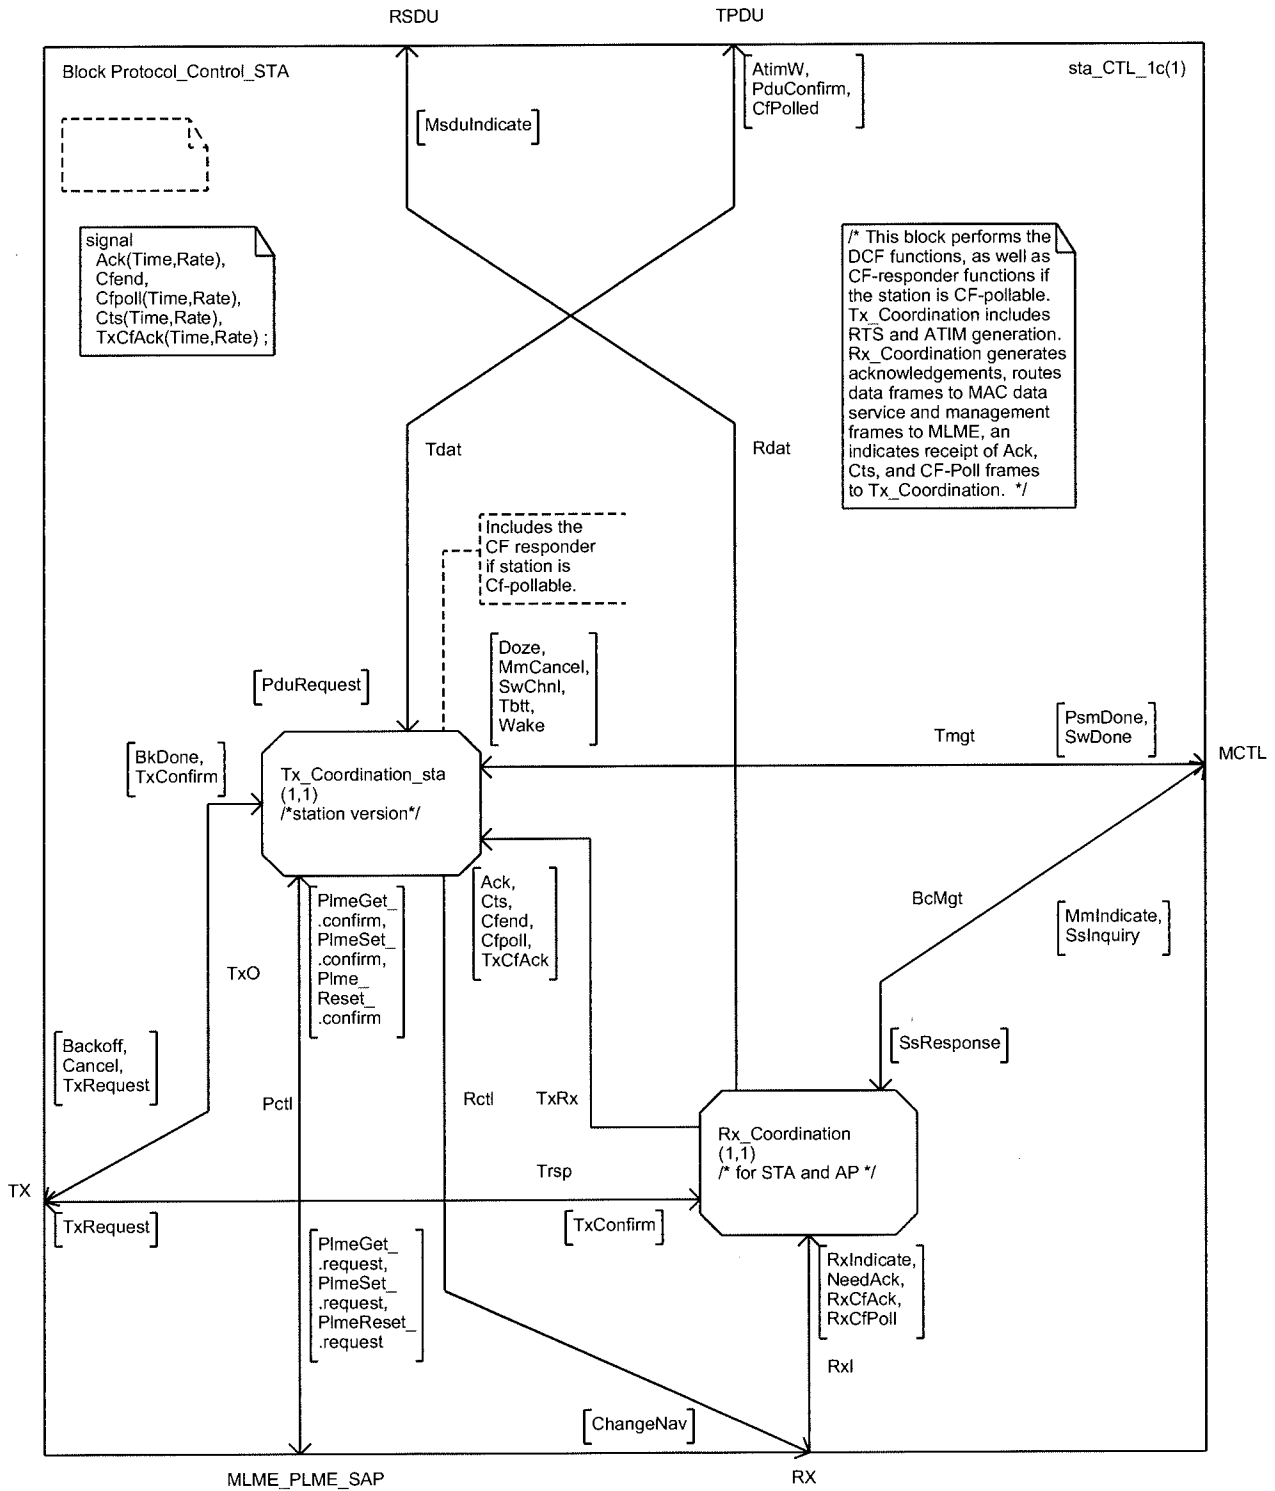 RSDU
TPDU
Block Protocol_Control_STA
sta_CTL_1c(1)
AtimW,
PduConfirm,
CfPolled
MsduIndicate
signal
Ack(Time,Rate),
Cfend,
Cfpoll(Time,Rate),
Cts(Time,Rate),
TxCfAck(Time,Rate) ;
/* This block performs the
DCF functions, as well as
CF-responder functions if
the station is CF-pollable.
Tx_Coordination includes
RTS and ATIM generation.
Rx_Coordination generates
acknowledgements, routes
data frames to MAC data
service and management
frames to MLME, an
indicates receipt of Ack,
Cts, and CF-Poll frames
to Tx_Coordination.  */
Tdat
Rdat
Includes the
CF responder
if station is
Cf-pollable.
Doze,
MmCancel,
SwChnl,
Tbtt,
Wake
PduRequest
Tmgt
PsmDone,
SwDone
MCTL
BkDone,
TxConfirm
Tx_Coordination_sta
(1,1)
/*station version*/
PlmeGet_
.confirm,
PlmeSet_
.confirm,
Plme_
Reset_
.confirm
Ack,
Cts,
Cfend,
Cfpoll,
TxCfAck
BcMgt
MmIndicate,
SsInquiry
TxO
Backoff,
Cancel,
TxRequest
SsResponse
Pctl
Rctl
TxRx
Rx_Coordination
(1,1)
/* for STA and AP */
Trsp
TX
TxRequest
TxConfirm
PlmeGet_
.request,
PlmeSet_
.request,
PlmeReset_
.request
RxIndicate,
NeedAck,
RxCfAck,
RxCfPoll
RxI
ChangeNav
MLME_PLME_SAP
RX